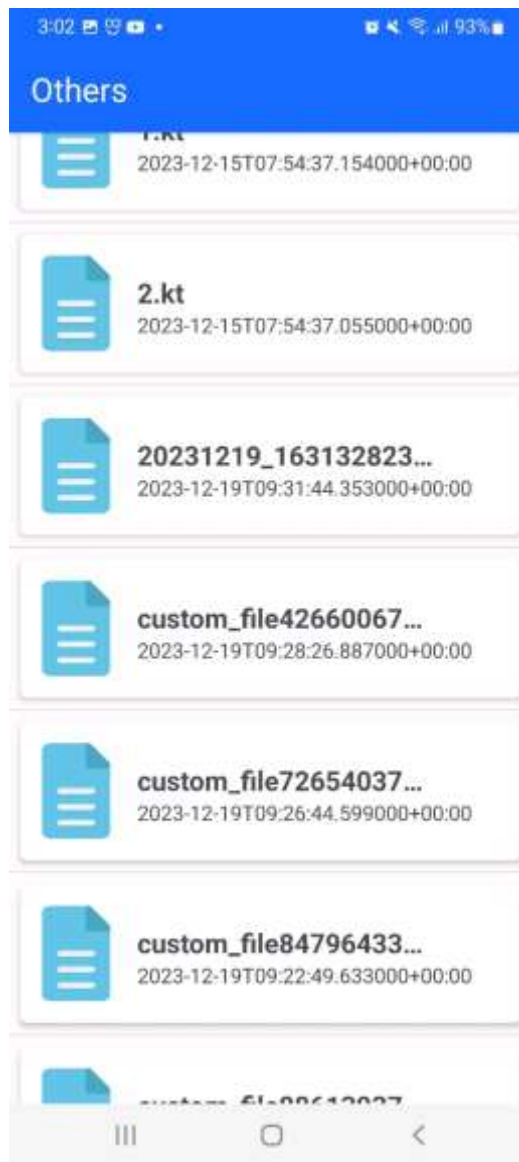 3:02 93%
Others
1.kt
2023-12-15T07:54:37.154000+00:00
2.kt
2023-12-15T07:54:37.055000+00:00
20231219_163132823...
2023-12-19T09:31:44.353000+00:00
custom_file42660067...
2023-12-19T09:28:26.887000+00:00
custom_file72654037...
2023-12-19T09:26:44.599000+00:00
custom_file84796433...
2023-12-19T09:22:49.633000+00:00